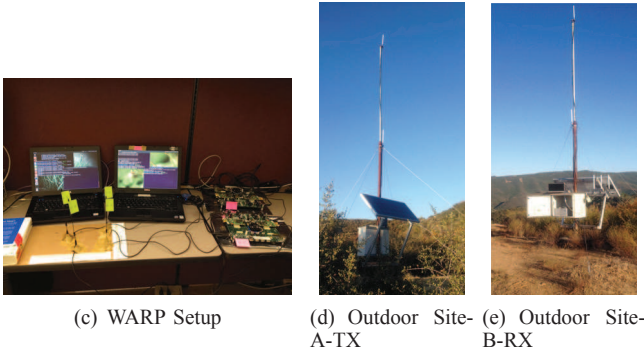 (c) WARP Setup
(d) Outdoor Site-
A-TX
(e) Outdoor Site-
B-RX